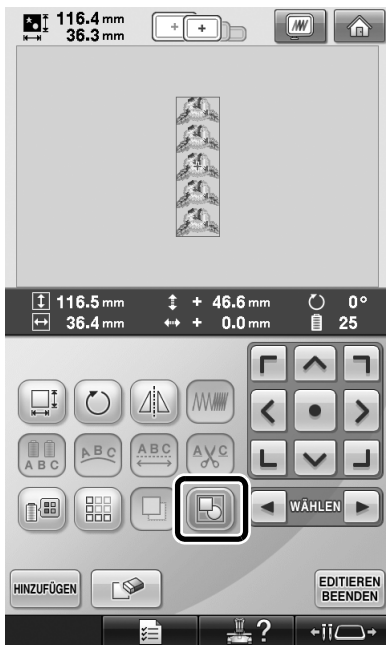 116.4 mm
36.3 mm
116.5 mm + 46.6 mm 0°
36.4 mm + 0.0 mm 25
ABC ABC ABC ABC
WÄHLEN
HINZUFÜGEN
EDITIEREN
BEENDEN
?